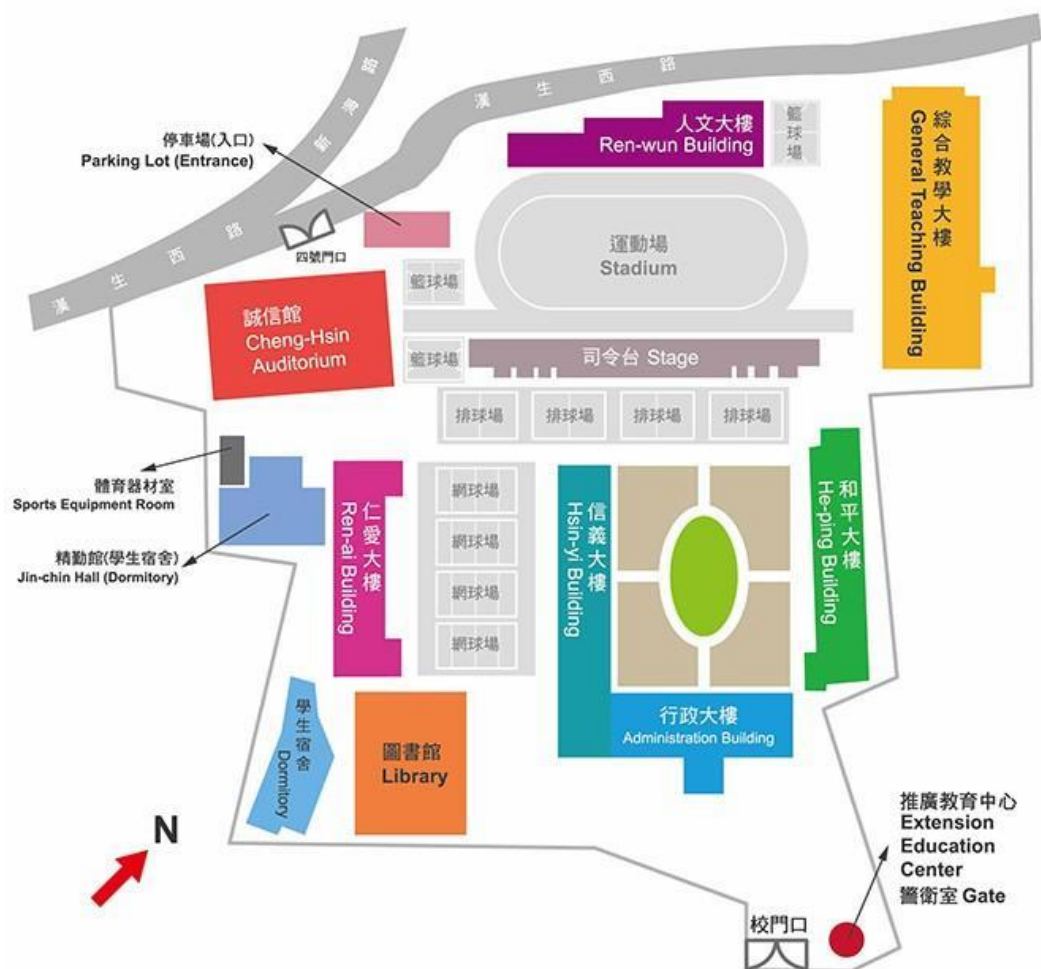 新海路
漢生西路
漢生西路
停車場(入口)
Parking Lot (Entrance)
四號門口
人文大樓
Ren-wun Building
籃球場
綜合教學大樓
General Teaching Building
運動場
Stadium
籃球場
誠信館
Cheng-Hsin
Auditorium
籃球場
司令台 Stage
排球場
排球場
排球場
排球場
體育器材室
Sports Equipment Room
精勤館(學生宿舍)
Jin-chin Hall (Dormitory)
仁愛大樓
Ren-ai Building
網球場
網球場
網球場
網球場
信義大樓
Hsin-yi Building
和平大樓
He-ping Building
學生宿舍
Dormitory
圖書館
Library
行政大樓
Administration Building
N
推廣教育中心
Extension
Education
Center
警衛室 Gate
校門口